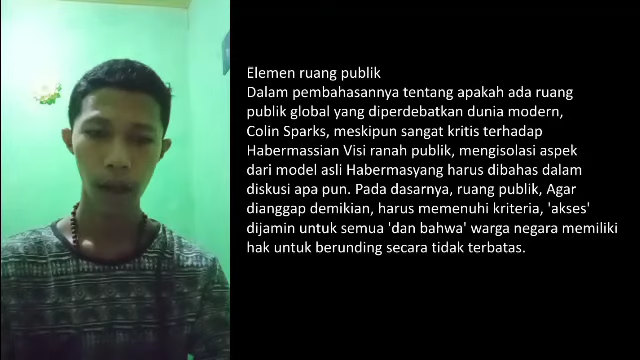 Elemen ruang publik
Dalam pembahasannya tentang apakah ada ruang
publik global yang diperdebatkan dunia modern,
Colin Sparks, meskipun sangat kritis terhadap
Habermassian Visi ranah publik, mengisolasi aspek
dari model asli Habermasyang harus dibahas dalam
diskusi apa pun. Pada dasarnya, ruang publik, Agar
dianggap demikian, harus memenuhi kriteria, 'akses'
dijamin untuk semua 'dan bahwa' warga negara memiliki
hak untuk berunding secara tidak terbatas.